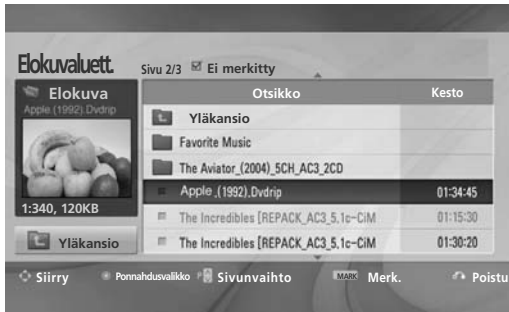 Elokuvaluett. Sivu 2/3 Ei merkitty
Elokuva
Apple.(1992).Dvdrip
1:340, 120KB
Yläkansio
Otsikko Kesto
Yläkansio
Favorite Music
The Aviator_(2004)_5CH_AC3_2CD
Apple .(1992).Dvdrip 01:34:45
The Incredibles [REPACK_AC3_5.1c-CiM 01:15:30
The Incredibles [REPACK_AC3_5.1c-CiM 01:30:20
Siirry Ponnahdusvalikko P Sivunvaihto MARK Merk. Poistu